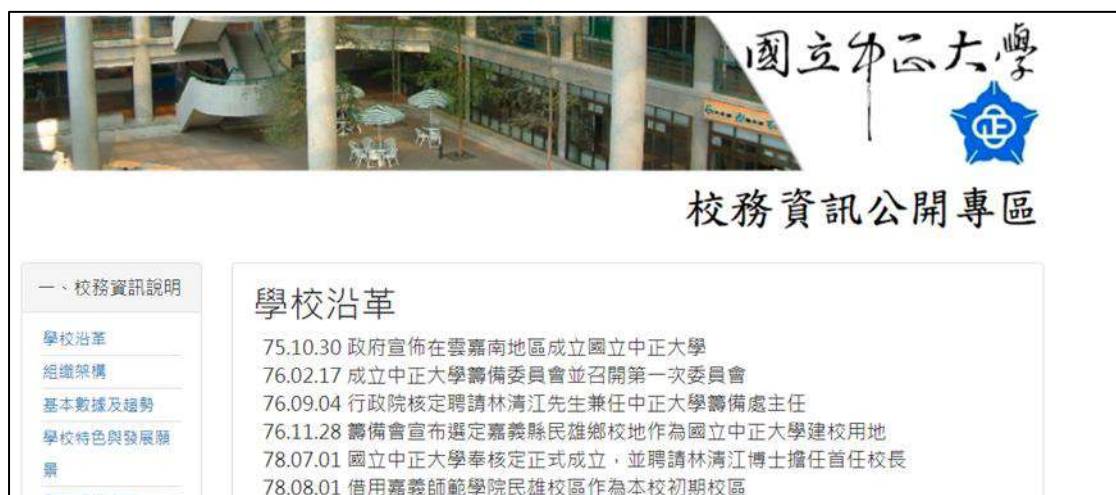 國立中正大學
校務資訊公開專區
一、校務資訊說明
學校沿革
組織架構
基本數據及趨勢
學校特色與發展願
景
學校沿革
75.10.30 政府宣佈在雲嘉南地區成立國立中正大學
76.02.17 成立中正大學籌備委員會並召開第一次委員會
76.09.04 行政院核定聘請林清江先生兼任中正大學籌備處主任
76.11.28 籌備會宣布選定嘉義縣民雄鄉校地作為國立中正大學建校用地
78.07.01 國立中正大學奉核定正式成立，並聘請林清江博士擔任首任校長
78.08.01 借用嘉義師範學院民雄校區作為本校初期校區